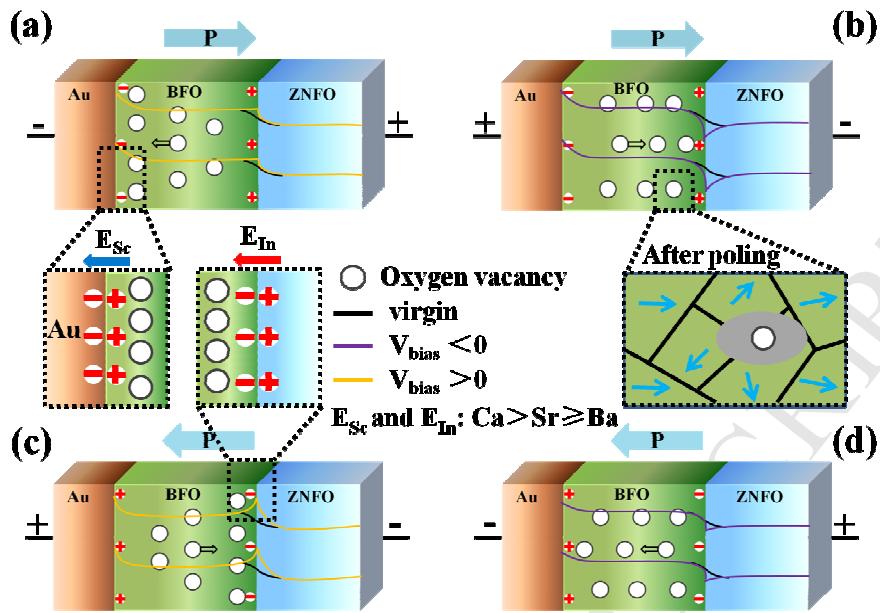 (a)
P
Au
BFO
ZNFO
-
+
(b)
P
Au
BFO
ZNFO
+
-
E_Sc
E_In
After poling
Au
Oxygen vacancy
virgin
V_bias <0
V_bias >0
E_Sc and E_In: Ca>Sr≥Ba
(c)
P
Au
BFO
ZNFO
+
-
(d)
P
Au
BFO
ZNFO
-
+